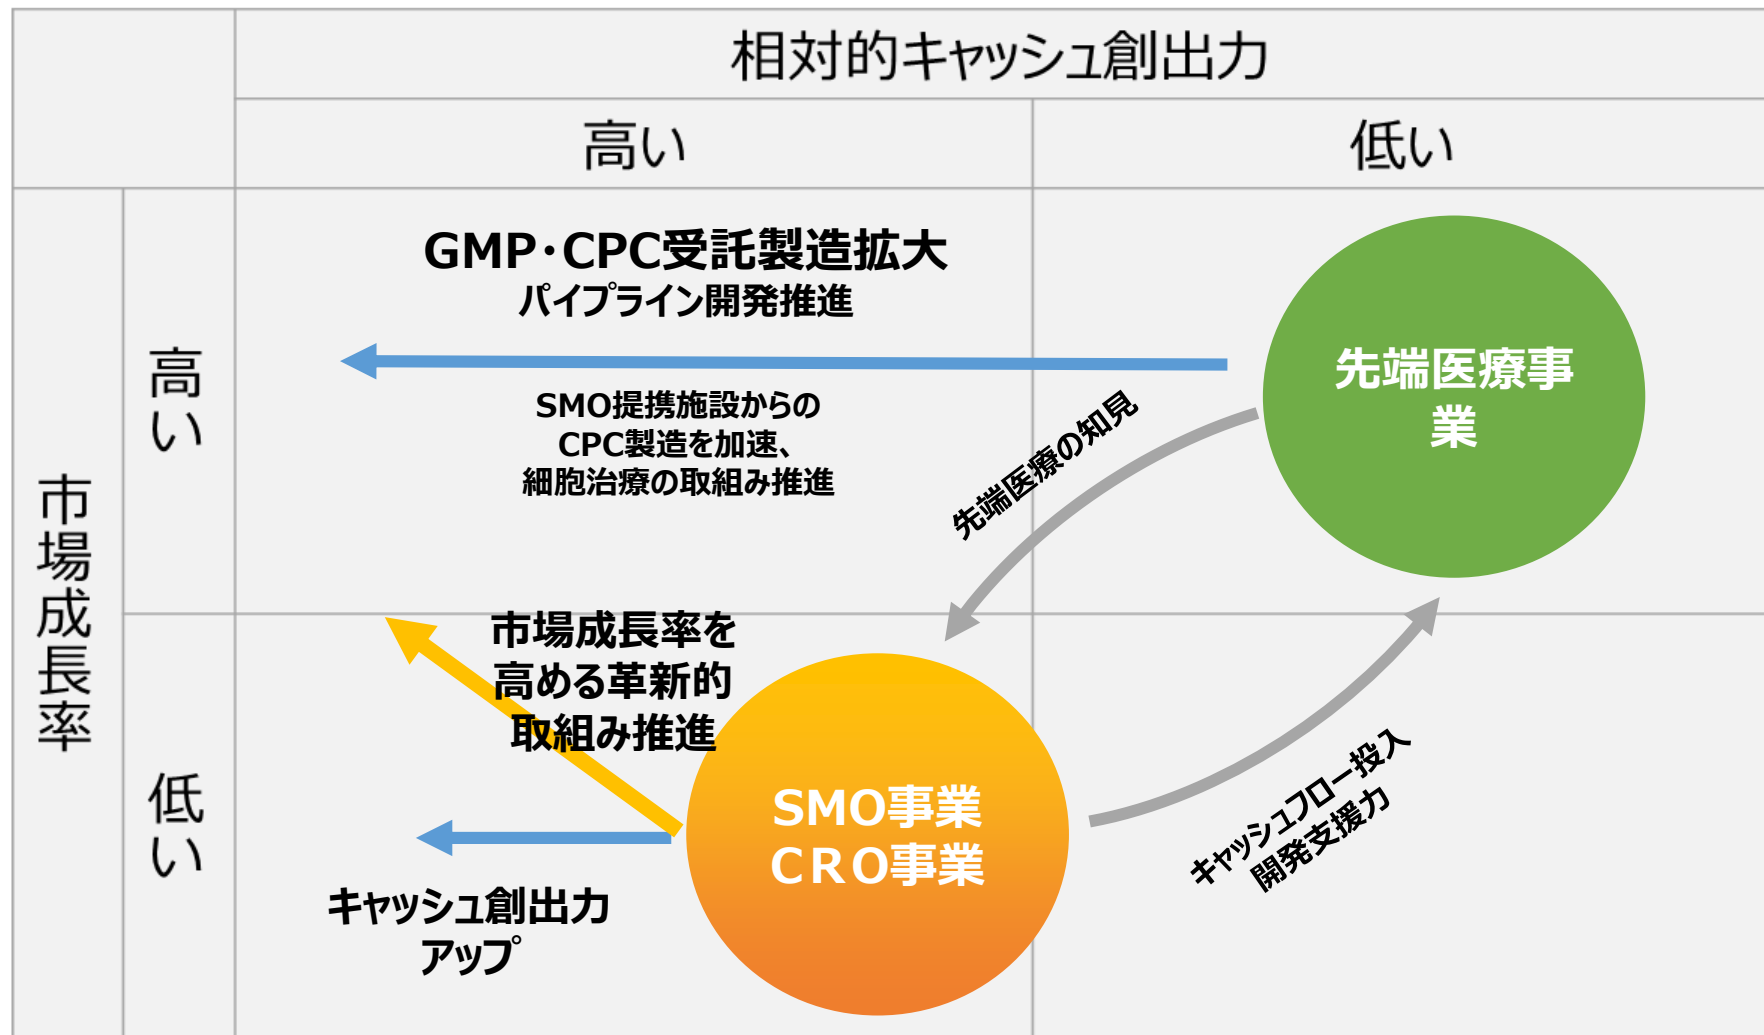 相対的キャッシュ創出力
高い
低い
市場成長率
高い
低い
GMP・CPC受託製造拡大
パイプライン開発推進
SMO提携施設からの
CPC製造を加速、
細胞治療の取組み推進
先端医療事
業
先端医療の知見
市場成長率を
高める革新的
取組み推進
SMO事業
ＣＲＯ事業
キャッシュフロー投入
開発支援力
キャッシュ創出力
アップ